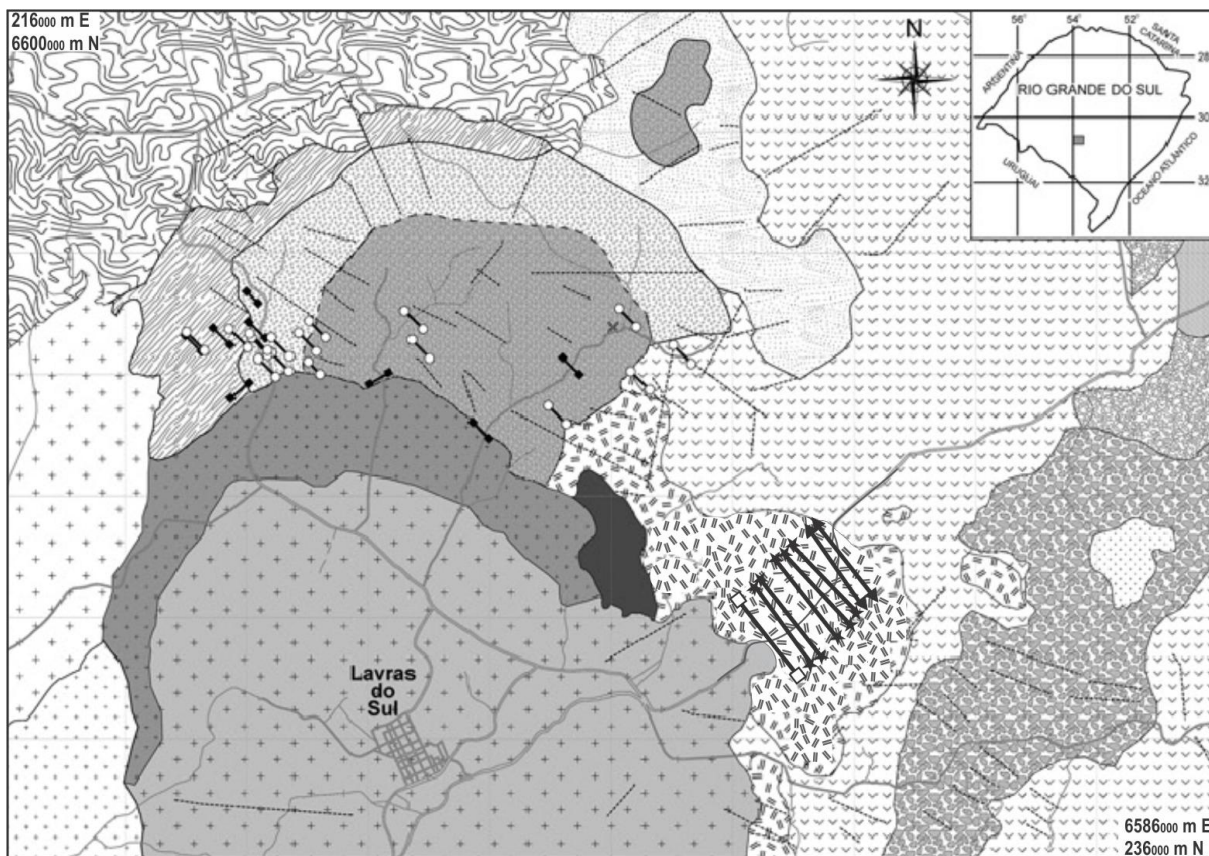 216000 m E
6600000 m N
N
56
54
52
SANTA
CATARINA
28
ARGENTINA
RIO GRANDE DO SUL
30
URUGUAI
OCEANO ATLÂNTICO
32
Lavras
do
Sul
6586000 m E
236000 m N